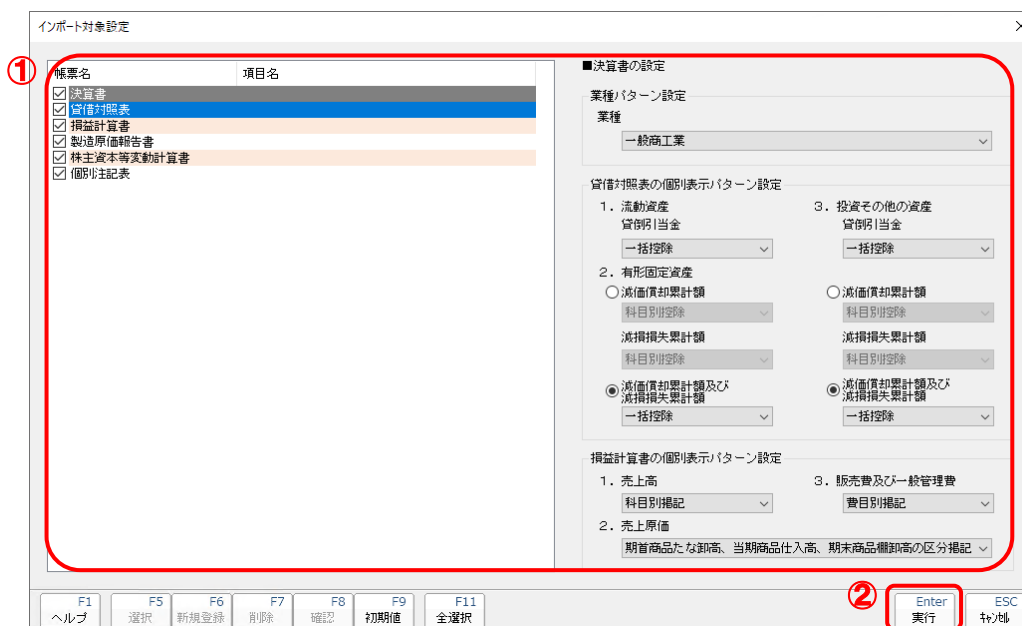 インポート対象設定
①
帳票名 項目名
決算書
貸借対照表
損益計算書
製造原価報告書
株主資本等変動計算書
個別注記表
■決算書の設定
業種パターン設定
業種
一般商工業
貸借対照表の個別表示パターン設定
1. 流動資産
貸倒引当金
一括控除
3. 投資その他の資産
貸倒引当金
一括控除
2. 有形固定資産
減価償却累計額
科目別控除
減損損失累計額
科目別控除
減価償却累計額及び
減損損失累計額
一括控除
減価償却累計額
科目別控除
減損損失累計額
科目別控除
減価償却累計額及び
減損損失累計額
一括控除
損益計算書の個別表示パターン設定
1. 売上高
科目別掲記
3. 販売費及び一般管理費
費目別掲記
2. 売上原価
期首商品たな卸高、当期商品仕入高、期末商品棚卸高の区分掲記
②
F1
ヘルプ
F5
選択
F6
新規登録
F7
削除
F8
確認
F9
初期値
F11
全選択
Enter
実行
ESC
ｷｬﾝｾﾙ